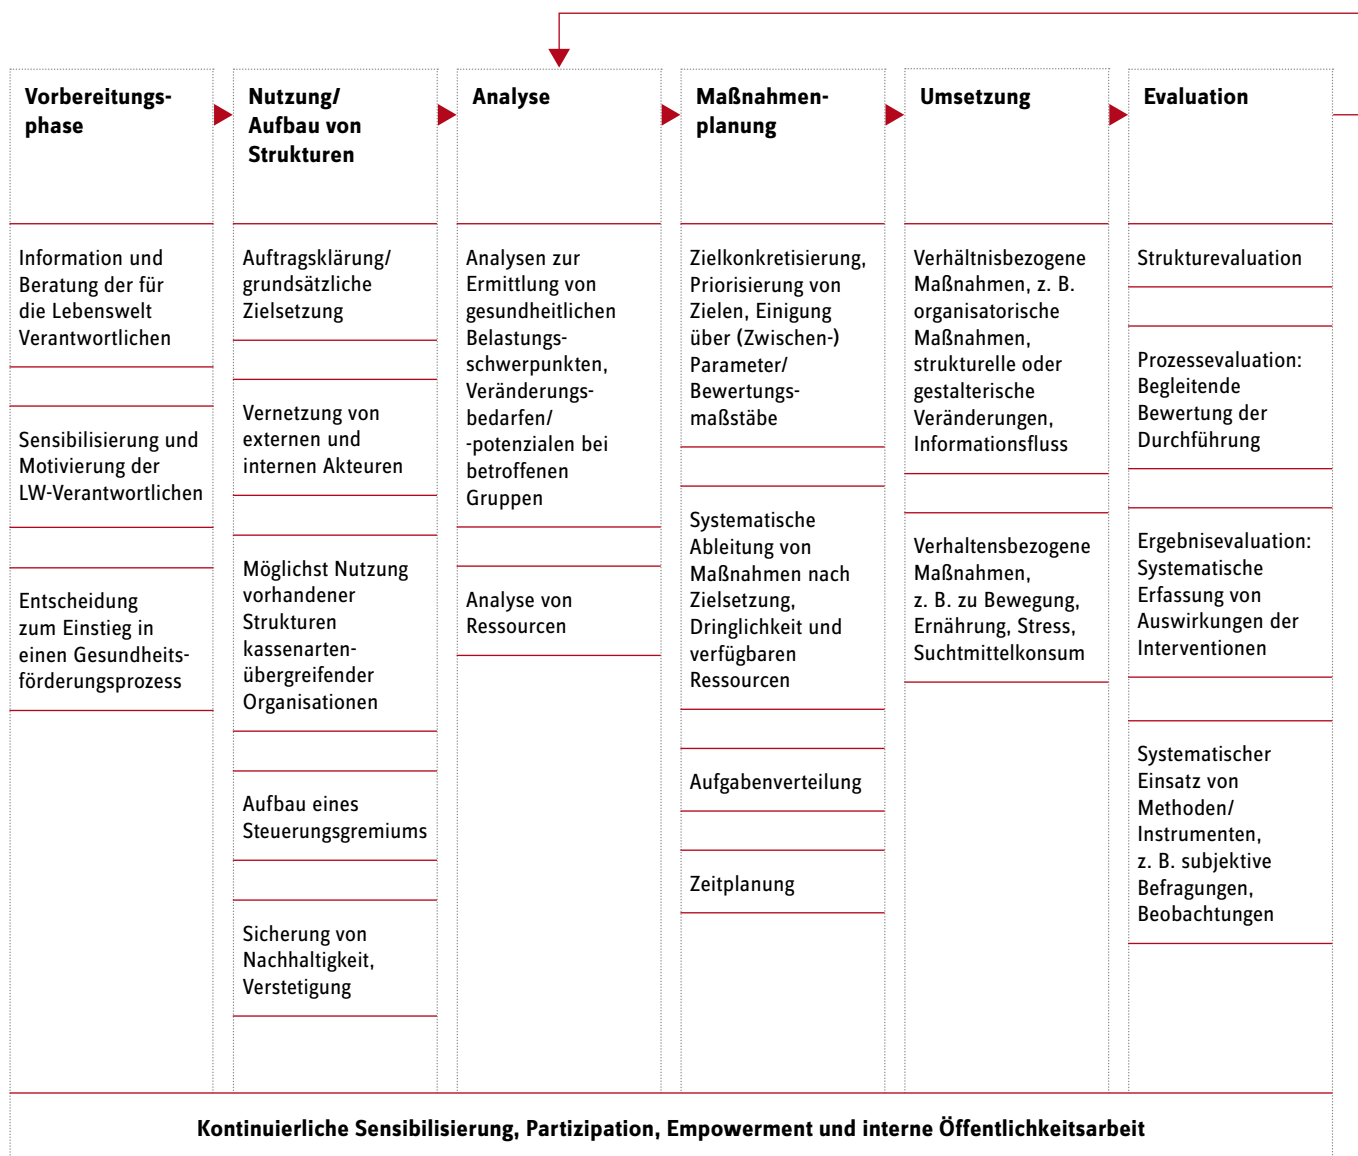 Vorbereitungs-
phase
Information und
Beratung der für
die Lebenswelt
Verantwortlichen
Sensibilisierung und
Motivierung der
LW-Verantwortlichen
Entscheidung
zum Einstieg in
einen Gesundheits-
förderungsprozess
Nutzung/
Aufbau von
Strukturen
Auftragsklärung/
grundsätzliche
Zielsetzung
Vernetzung von
externen und
internen Akteuren
Möglichst Nutzung
vorhandener
Strukturen
kassenarten-
übergreifender
Organisationen
Aufbau eines
Steuerungsgremiums
Sicherung von
Nachhaltigkeit,
Verstetigung
Analyse
Analysen zur
Ermittlung von
gesundheitlichen
Belastungs-
schwerpunkten,
Veränderungs-
bedarfen/
-potenzialen bei
betroffenen
Gruppen
Analyse von
Ressourcen
Maßnahmen-
planung
Zielkonkretisierung,
Priorisierung von
Zielen, Einigung
über (Zwischen-)
Parameter/
Bewertungs-
maßstäbe
Systematische
Ableitung von
Maßnahmen nach
Zielsetzung,
Dringlichkeit und
verfügbaren
Ressourcen
Aufgabenverteilung
Zeitplanung
Umsetzung
Verhältnisbezogene
Maßnahmen, z. B.
organisatorische
Maßnahmen,
strukturelle oder
gestalterische
Veränderungen,
Informationsfluss
Verhaltensbezogene
Maßnahmen,
z. B. zu Bewegung,
Ernährung, Stress,
Suchtmittelkonsum
Evaluation
Strukturevaluation
Prozessevaluation:
Begleitende
Bewertung der
Durchführung
Ergebnisevaluation:
Systematische
Erfassung von
Auswirkungen der
Interventionen
Systematischer
Einsatz von
Methoden/
Instrumenten,
z. B. subjektive
Befragungen,
Beobachtungen
Kontinuierliche Sensibilisierung, Partizipation, Empowerment und interne Öffentlichkeitsarbeit